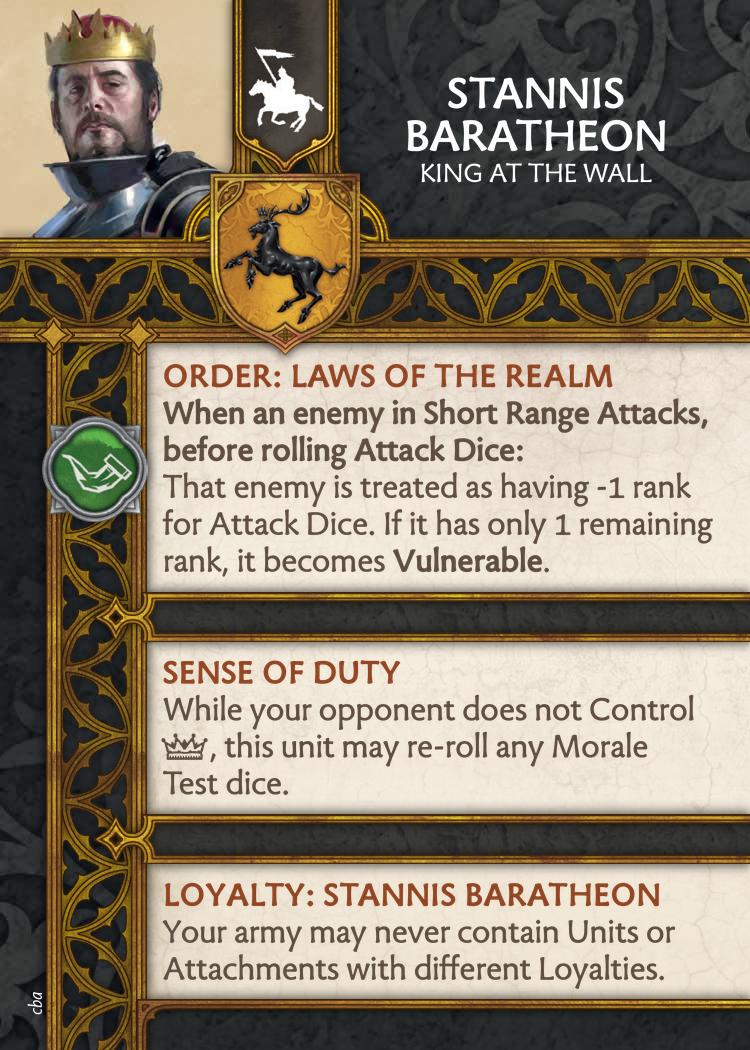 STANNIS
BARATHEON
KING AT THE WALL
ORDER: LAWS OF THE REALM
When an enemy in Short Range Attacks,
before rolling Attack Dice:
That enemy is treated as having -1 rank
for Attack Dice. If it has only 1 remaining
rank, it becomes Vulnerable.
SENSE OF DUTY
While your opponent does not Control
, this unit may re-roll any Morale
Test dice.
LOYALTY: STANNIS BARATHEON
Your army may never contain Units or
Attachments with different Loyalties.
cba